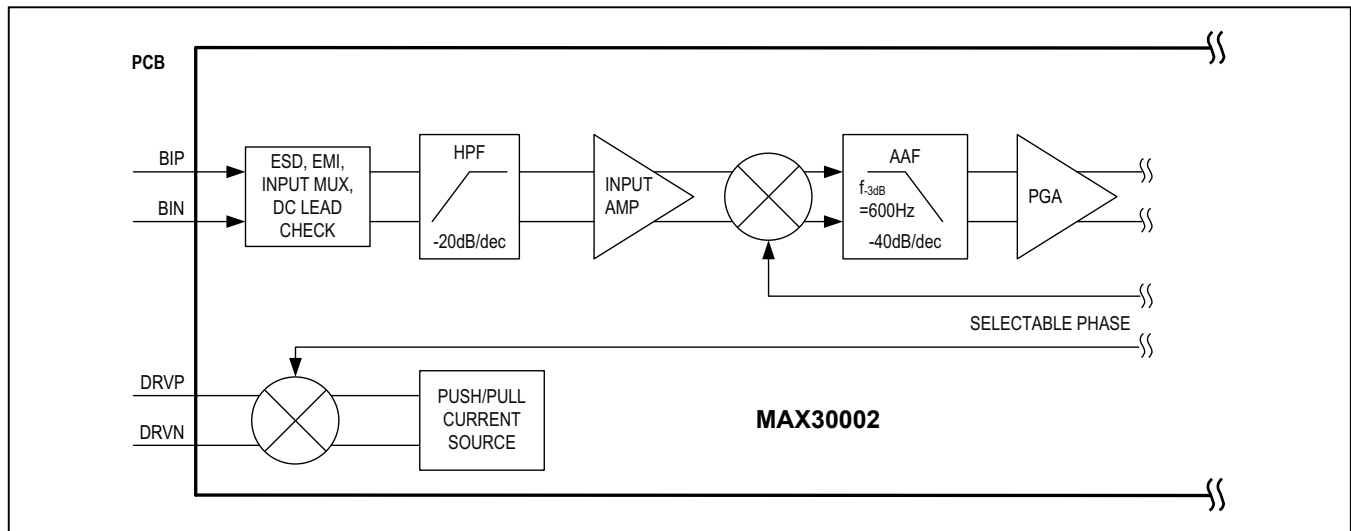 PCB
BIP
BIN
ESD, EMI,
INPUT MUX,
DC LEAD
CHECK
HPF
-20dB/dec
INPUT
AMP
AAF
f-3dB
=600Hz
-40dB/dec
PGA
SELECTABLE PHASE
DRVP
DRVN
PUSH/PULL
CURRENT
SOURCE
MAX30002